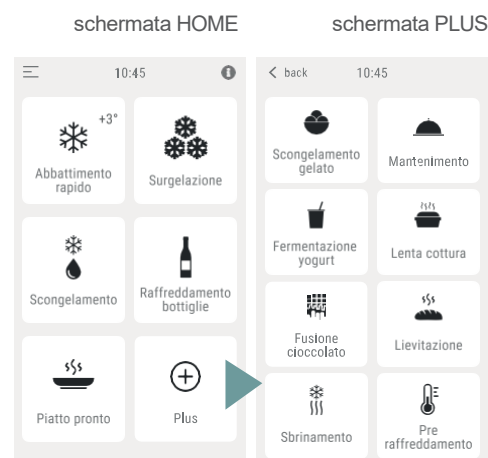 schermata HOME
schermata PLUS
10:45
+3°
Abbattimento
rapido
Surgelazione
Scongelamento
Raffreddamento
bottiglie
Piatto pronto
Plus
< back
10:45
Scongelamento
gelato
Mantenimento
Fermentazione
yogurt
Lenta cottura
Fusione
cioccolato
Lievitazione
Sbrinamento
Pre
raffreddamento